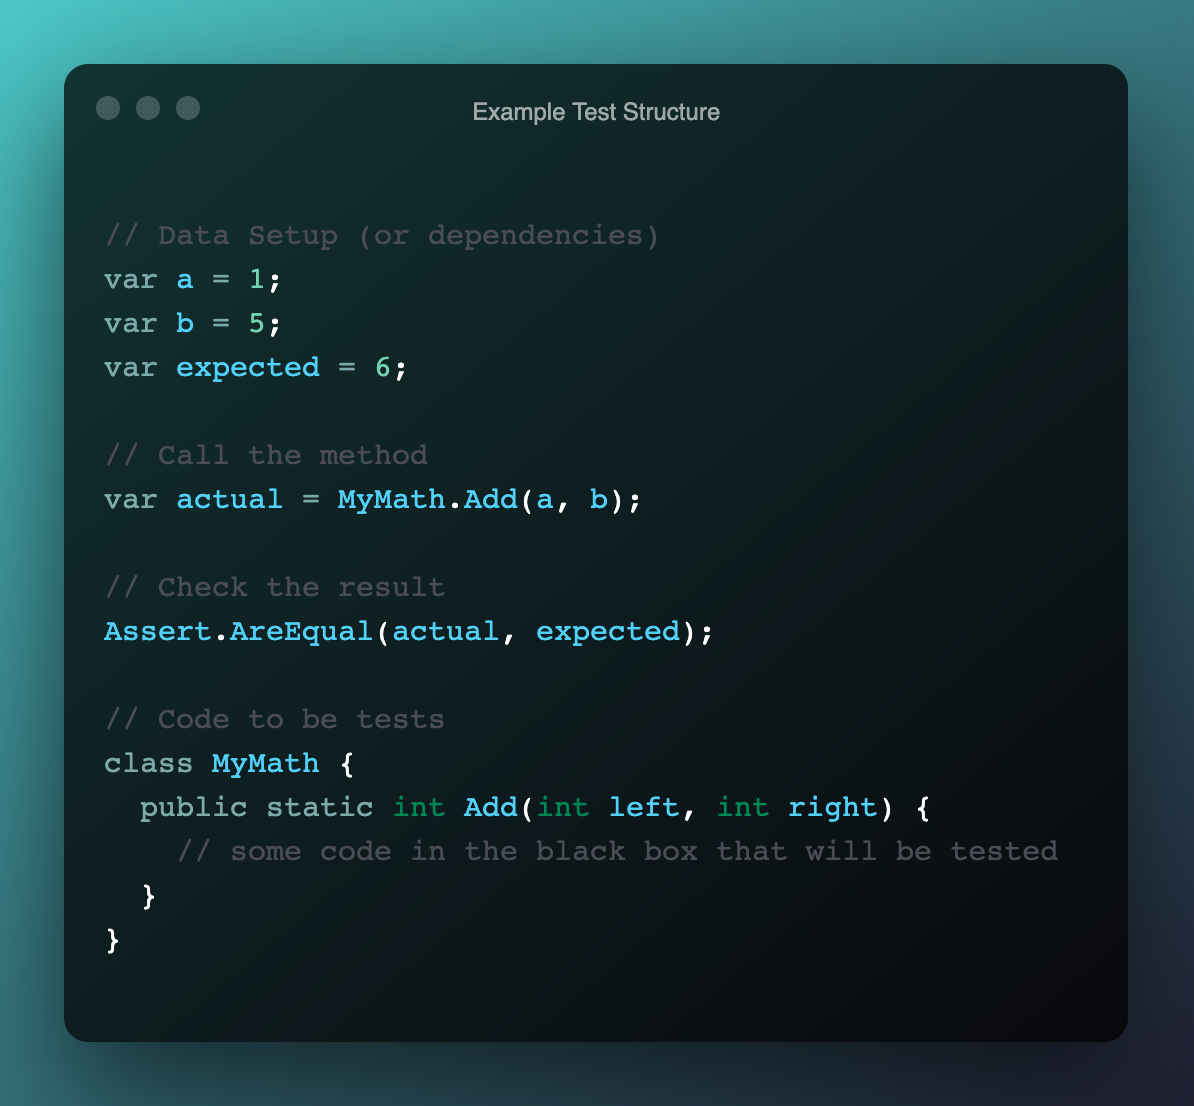 Example Test Structure
// Data Setup (or dependencies)
var a = 1;
var b = 5;
var expected = 6;
// Call the method
var actual = MyMath.Add(a, b);
// Check the result
Assert.AreEqual(actual, expected);
// Code to be tests
class MyMath {
  public static int Add(int left, int right) {
    // some code in the black box that will be tested
  }
}